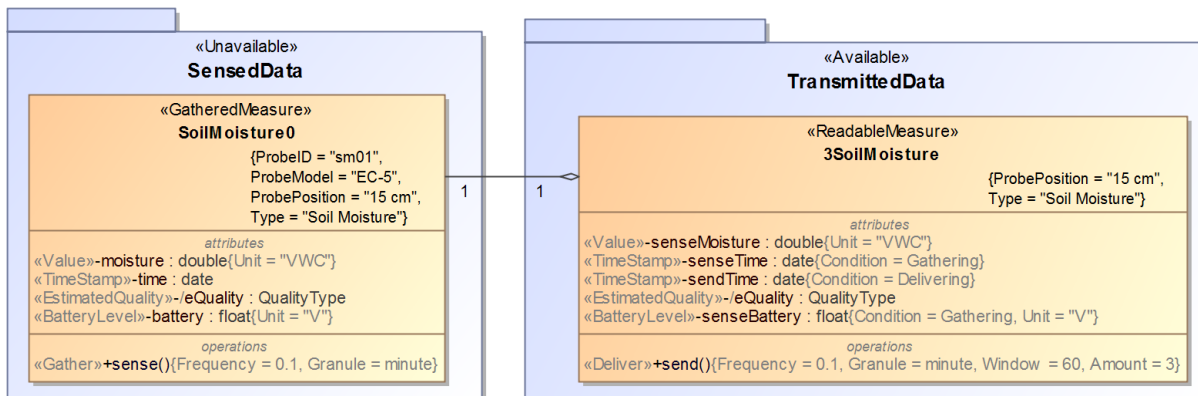 «Unavailable»
SensedData
«GatheredMeasure»
SoilMoisture0
{ProbeID = "sm01",
ProbeModel = "EC-5",
ProbePosition = "15 cm",
Type = "Soil Moisture"}
attributes
«Value»-moisture : double{Unit = "VWC"}
«TimeStamp»-time : date
«EstimatedQuality»-/eQuality : QualityType
«BatteryLevel»-battery : float{Unit = "V"}
operations
«Gather»+sense(){Frequency = 0.1, Granule = minute}
1
1
«Available»
TransmittedData
«ReadableMeasure»
3SoilMoisture
{ProbePosition = "15 cm",
Type = "Soil Moisture"}
attributes
«Value»-senseMoisture : double{Unit = "VWC"}
«TimeStamp»-senseTime : date{Condition = Gathering}
«TimeStamp»-sendTime : date{Condition = Delivering}
«EstimatedQuality»-/eQuality : QualityType
«BatteryLevel»-senseBattery : float{Condition = Gathering, Unit = "V"}
operations
«Deliver»+send(){Frequency = 0.1, Granule = minute, Window = 60, Amount = 3}